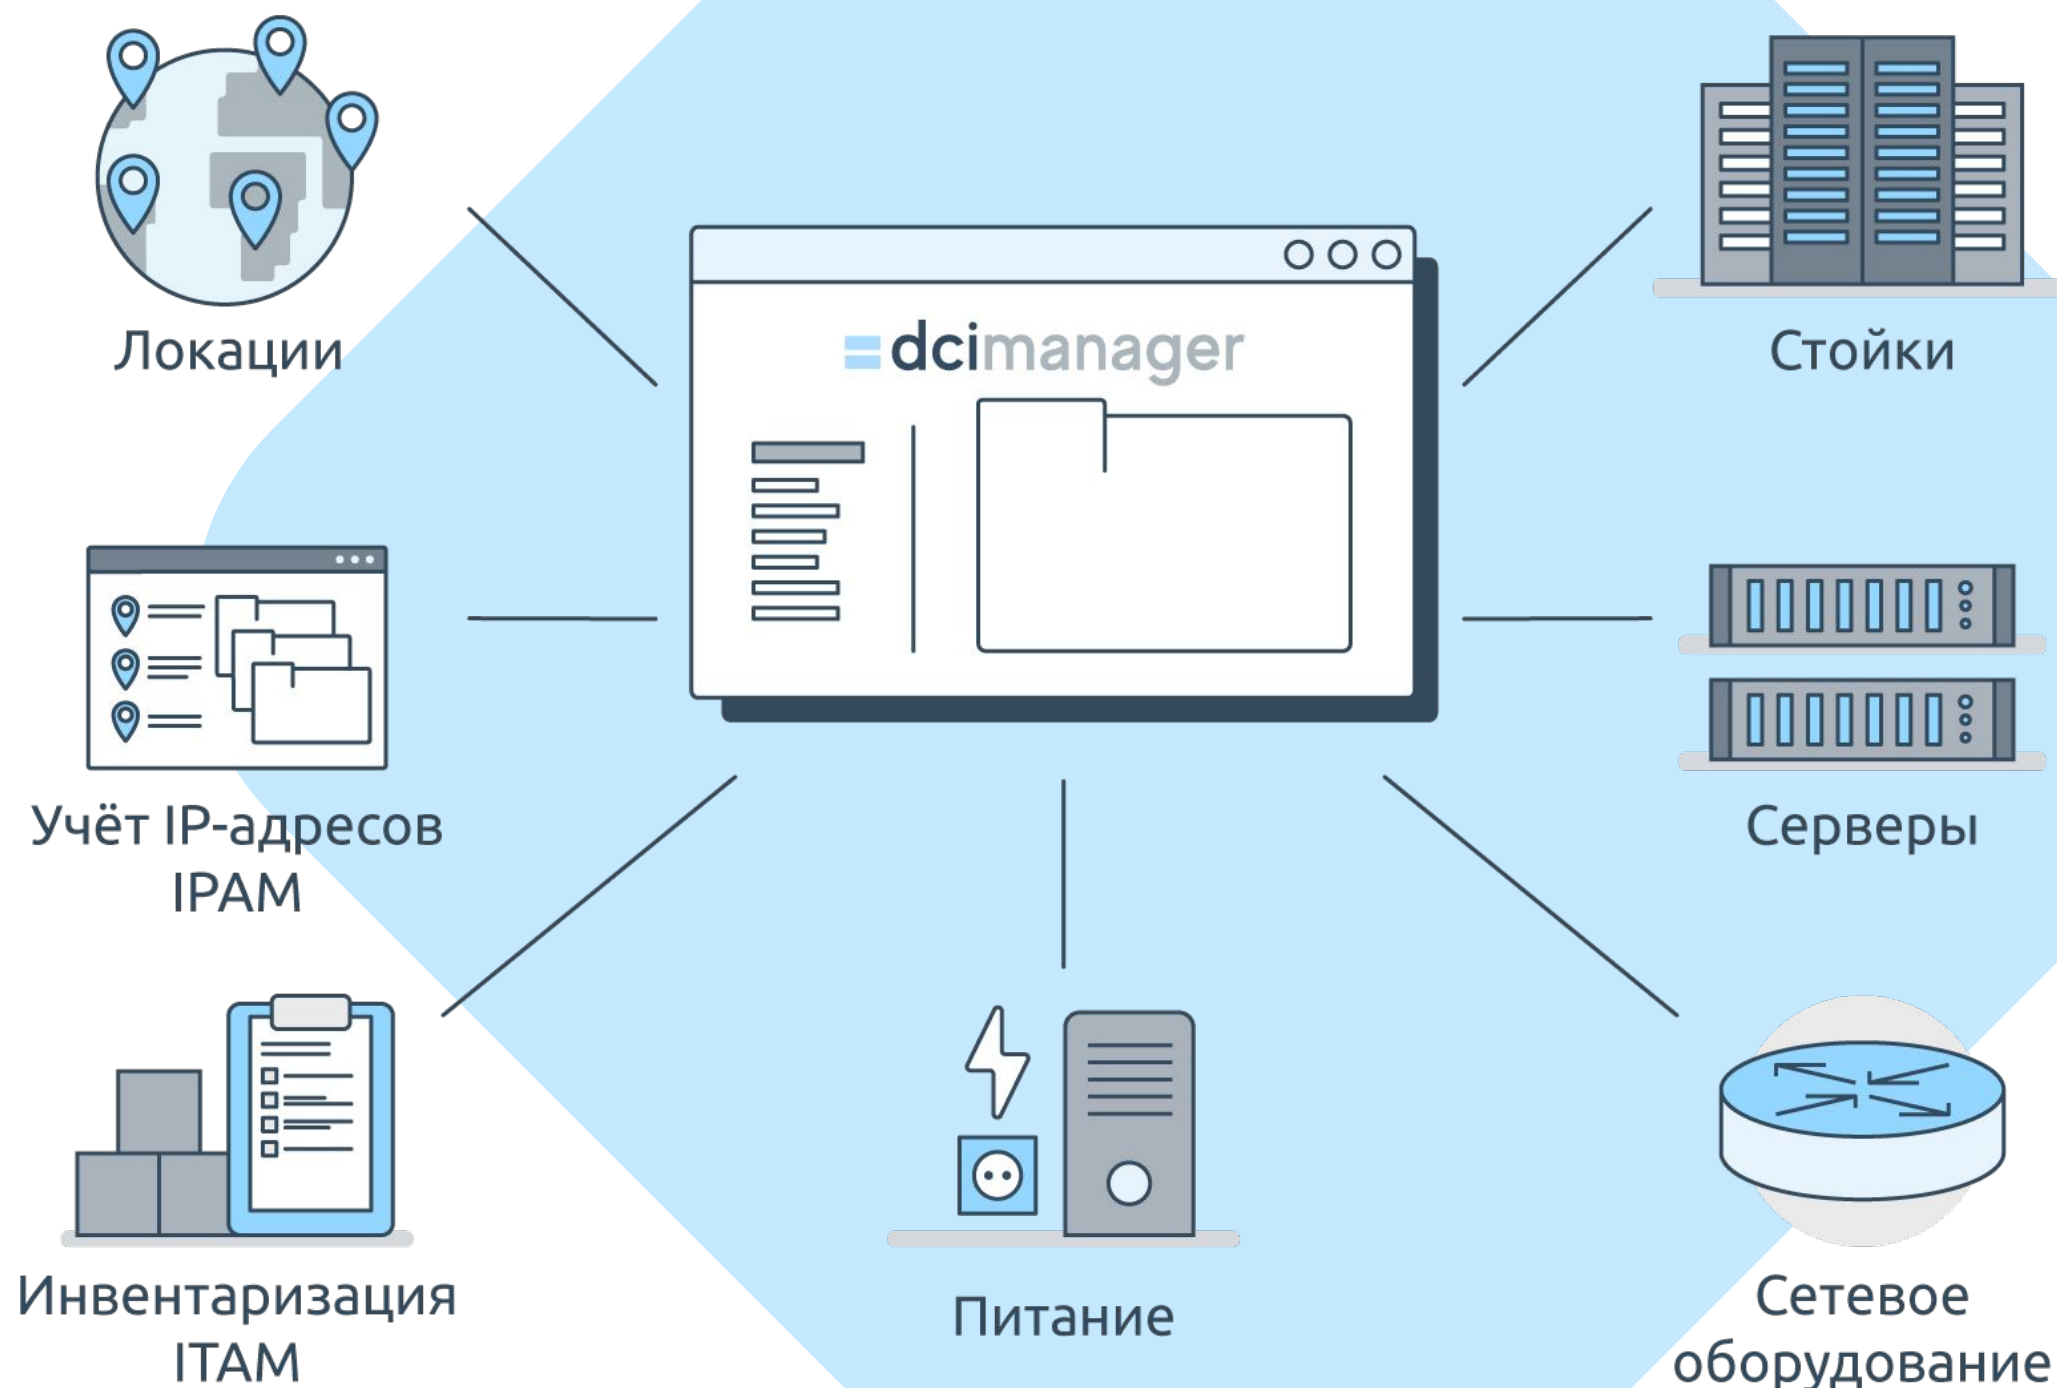 Локации
dcimanager
Стойки
Учёт IP-адресов
IPAM
Серверы
Инвентаризация
ITAM
Питание
Сетевое
оборудование